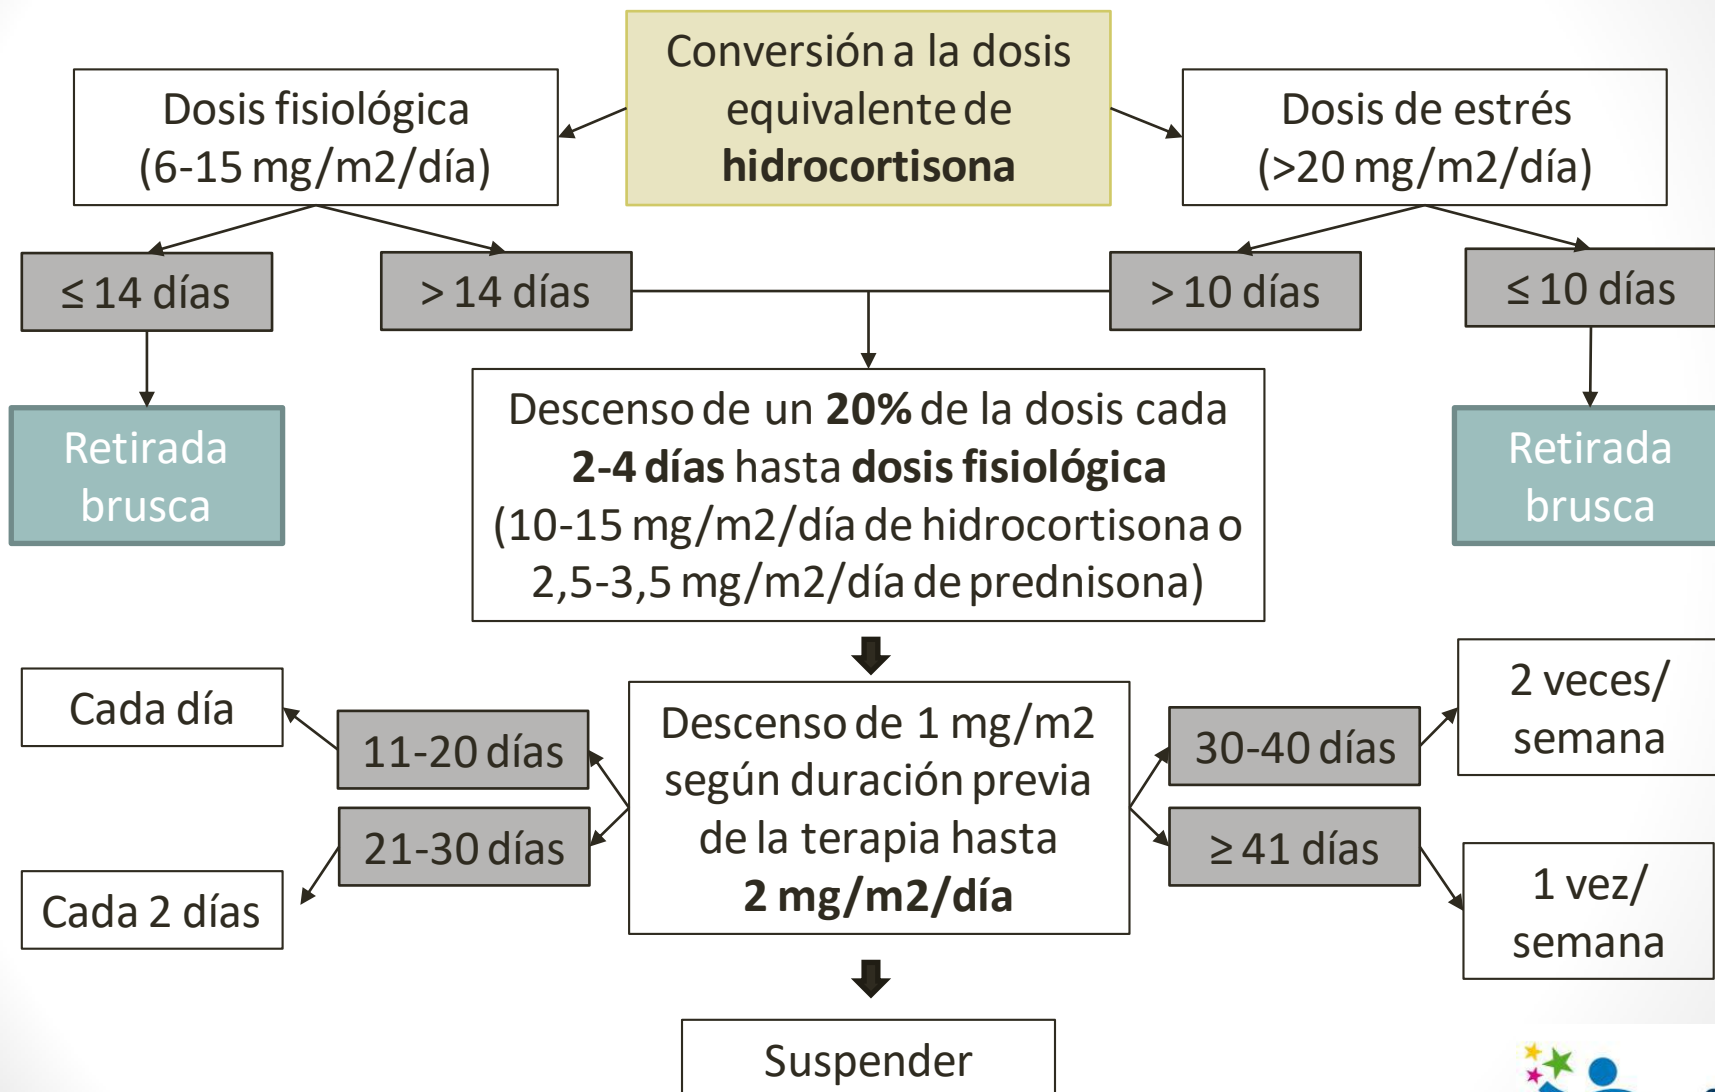 Conversión a la dosis
equivalente de
hidrocortisona
Dosis fisiológica
(6-15 mg/m2/día)
Dosis de estrés
(>20 mg/m2/día)
≤ 14 días
> 14 días
> 10 días
≤ 10 días
Retirada
brusca
Descenso de un 20% de la dosis cada
2-4 días hasta dosis fisiológica
(10-15 mg/m2/día de hidrocortisona o
2,5-3,5 mg/m2/día de prednisona)
Retirada
brusca
Cada día
11-20 días
21-30 días
Cada 2 días
Descenso de 1 mg/m2
según duración previa
de la terapia hasta
2 mg/m2/día
30-40 días
≥ 41 días
2 veces/
semana
1 vez/
semana
Suspender